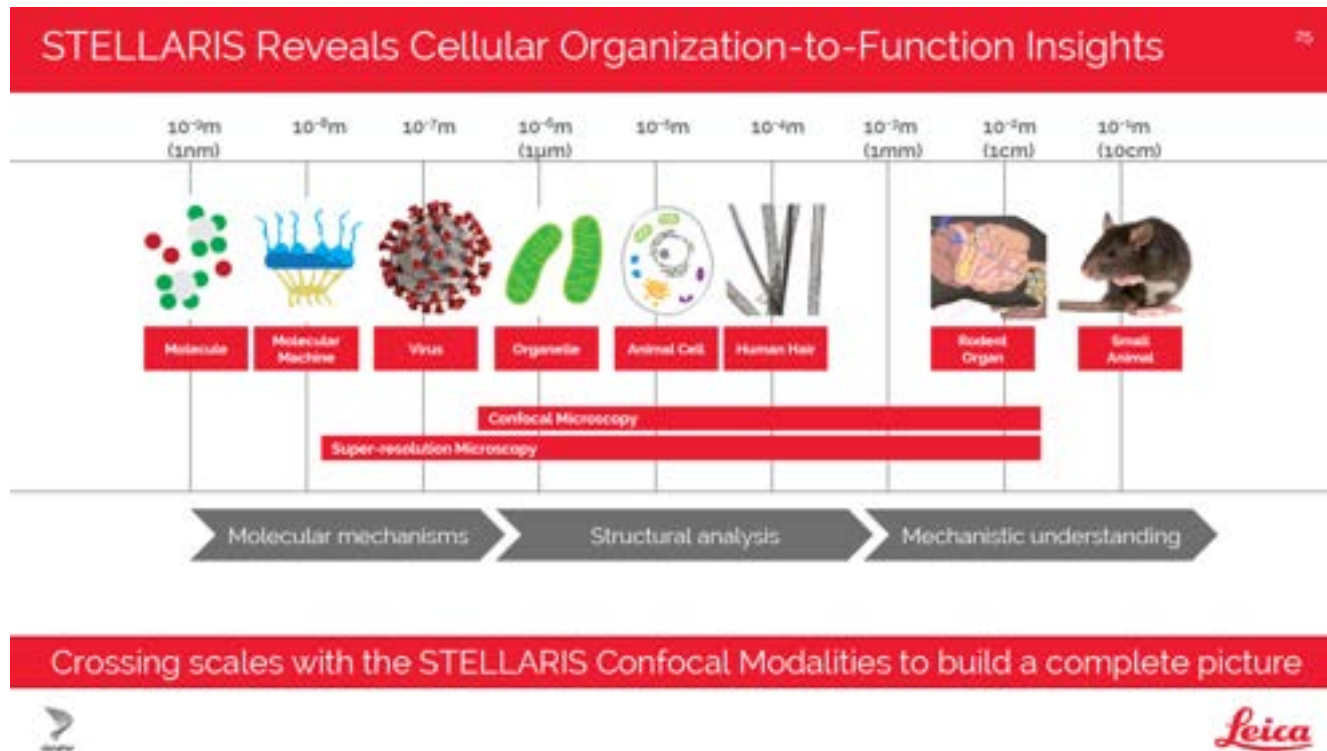 STELLARIS Reveals Cellular Organization-to-Function Insights
25
10⁻⁹m
(1nm)
10⁻⁸m
10⁻⁷m
10⁻⁶m
(1µm)
10⁻⁵m
10⁻⁴m
10⁻³m
(1mm)
10⁻²m
(1cm)
10⁻¹m
(10cm)
Molecule
Molecular
Machine
Virus
Organelle
Animal Cell
Human Hair
Rodent
Organ
Small
Animal
Confocal Microscopy
Super-resolution Microscopy
Molecular mechanisms
Structural analysis
Mechanistic understanding
Crossing scales with the STELLARIS Confocal Modalities to build a complete picture
Leica